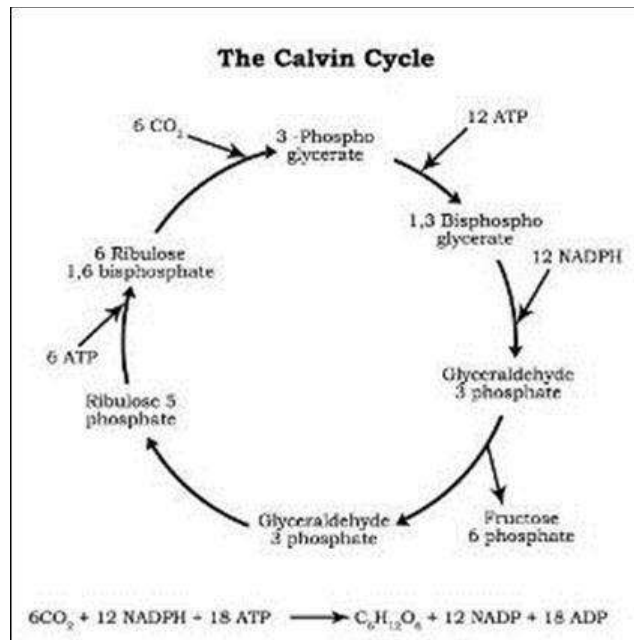 The Calvin Cycle
6 CO2
3 -Phospho
glycerate
12 ATP
1,3 Bisphospho
glycerate
12 NADPH
Glyceraldehyde
3 phosphate
Fructose
6 phosphate
Glyceraldehyde
3 phosphate
Ribulose 5
phosphate
6 ATP
6 Ribulose
1,6 bisphosphate
6CO2 + 12 NADPH + 18 ATP → C6H12O6 + 12 NADP + 18 ADP